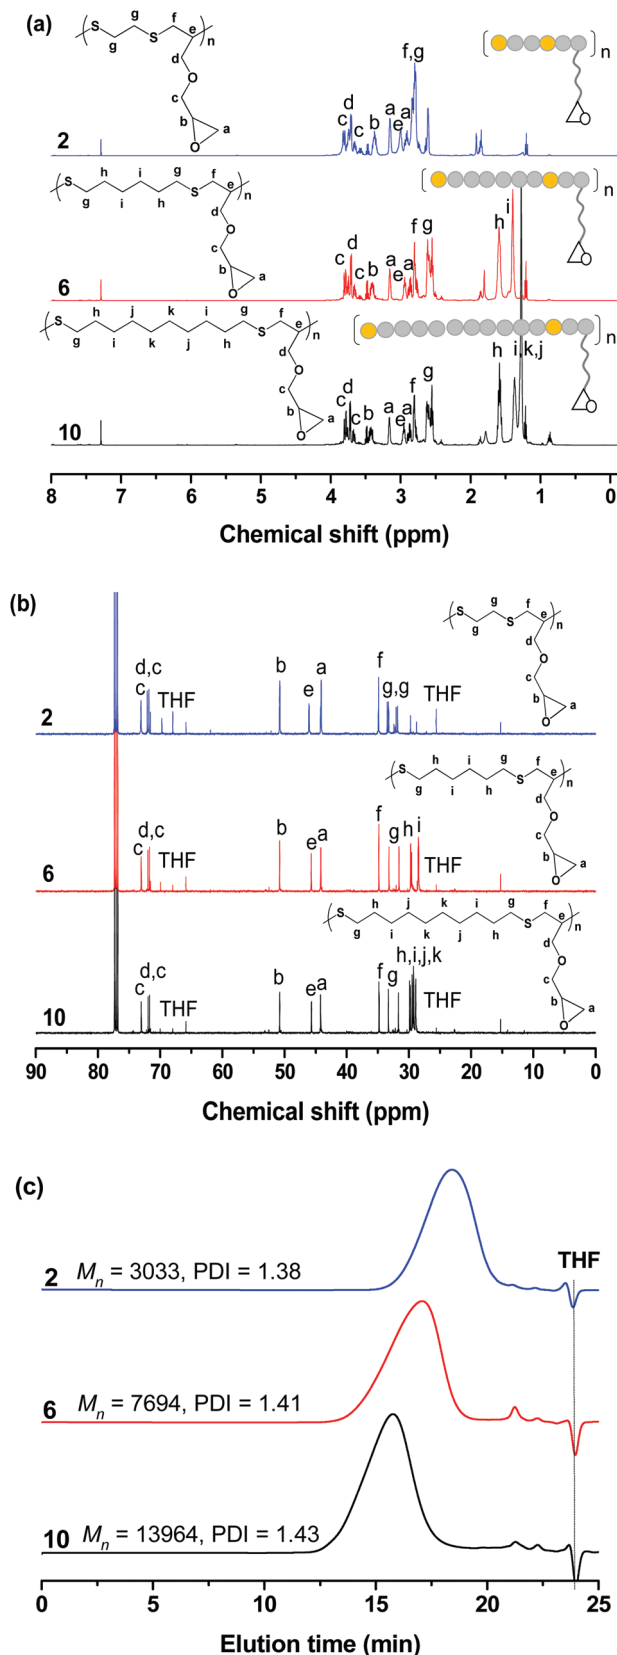 (a)
g f
S
g S e
n
d
O
c
b a
O
n
f,g
d a
c c b e a
2
h i g
S f
g i h S e
n
d
O
c
b a
O
n
i
h
f g
d a
c c b e a
6
h j k i g
S f
g i k j h S e
n
d
O
c
b a
O
n
h i,k,j
g
f
d a
c c b e a
10
8 7 6 5 4 3 2 1 0
Chemical shift (ppm)
(b)
g f
S
g S e
n
d
O
c
b a
O
d,c
c THF b e a f g,g THF
2
h i g
S f
g i h S e
n
d
O
c
b a
O
d,c
c THF b e a f g h i THF
6
h j k i g
S f
g i k j h S e
n
d
O
c
b a
O
d,c
c THF b e a f g h,i,j,k THF
10
90 80 70 60 50 40 30 20 10 0
Chemical shift (ppm)
(c)
THF
2 Mn = 3033, PDI = 1.38
6 Mn = 7694, PDI = 1.41
10 Mn = 13964, PDI = 1.43
0 5 10 15 20 25
Elution time (min)